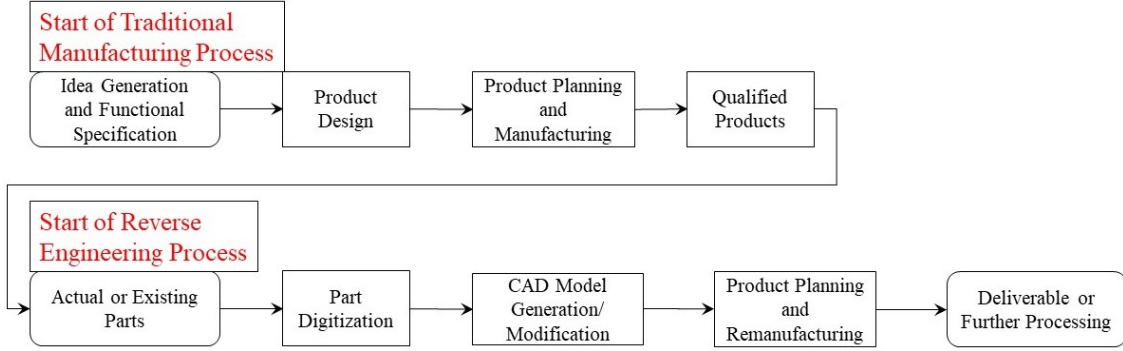 Start of Traditional
Manufacturing Process
Idea Generation
and Functional
Specification
Product
Design
Product Planning
and
Manufacturing
Qualified
Products
Start of Reverse
Engineering Process
Actual or Existing
Parts
Part
Digitization
CAD Model
Generation/
Modification
Product Planning
and
Remanufacturing
Deliverable or
Further Processing